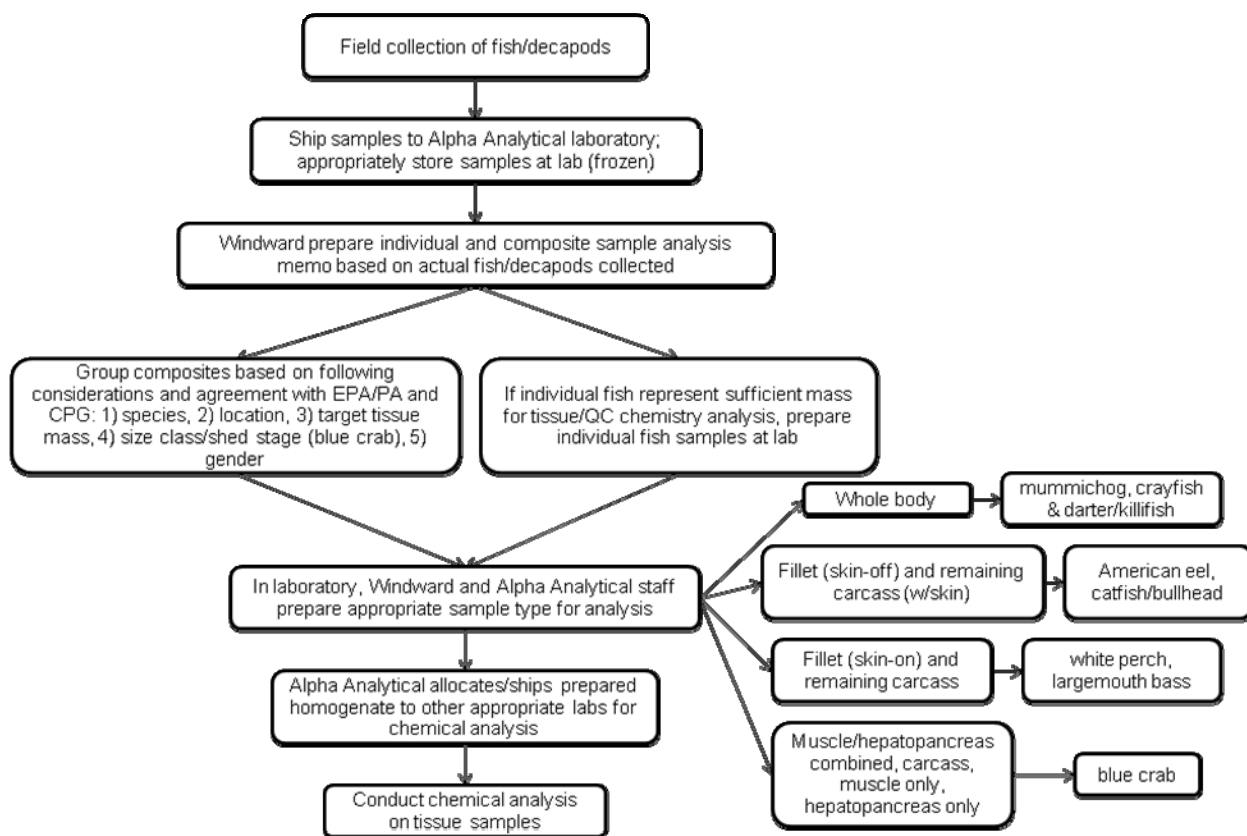 Field collection of fish/decapods
Ship samples to Alpha Analytical laboratory;
appropriately store samples at lab (frozen)
Windward prepare individual and composite sample analysis
memo based on actual fish/decapods collected
Group composites based on following
considerations and agreement with EPA/PA and
CPG: 1) species, 2) location, 3) target tissue
mass, 4) size class/shed stage (blue crab), 5)
gender
If individual fish represent sufficient mass
for tissue/QC chemistry analysis, prepare
individual fish samples at lab
Whole body
mummichog, crayfish
& darter/killifish
In laboratory, Windward and Alpha Analytical staff
prepare appropriate sample type for analysis
Fillet (skin-off) and remaining
carcass (w/skin)
American eel,
catfish/bullhead
Fillet (skin-on) and
remaining carcass
white perch,
largemouth bass
Alpha Analytical allocates/ships prepared
homogenate to other appropriate labs for
chemical analysis
Muscle/hepatopancreas
combined, carcass,
muscle only,
hepatopancreas only
blue crab
Conduct chemical analysis
on tissue samples